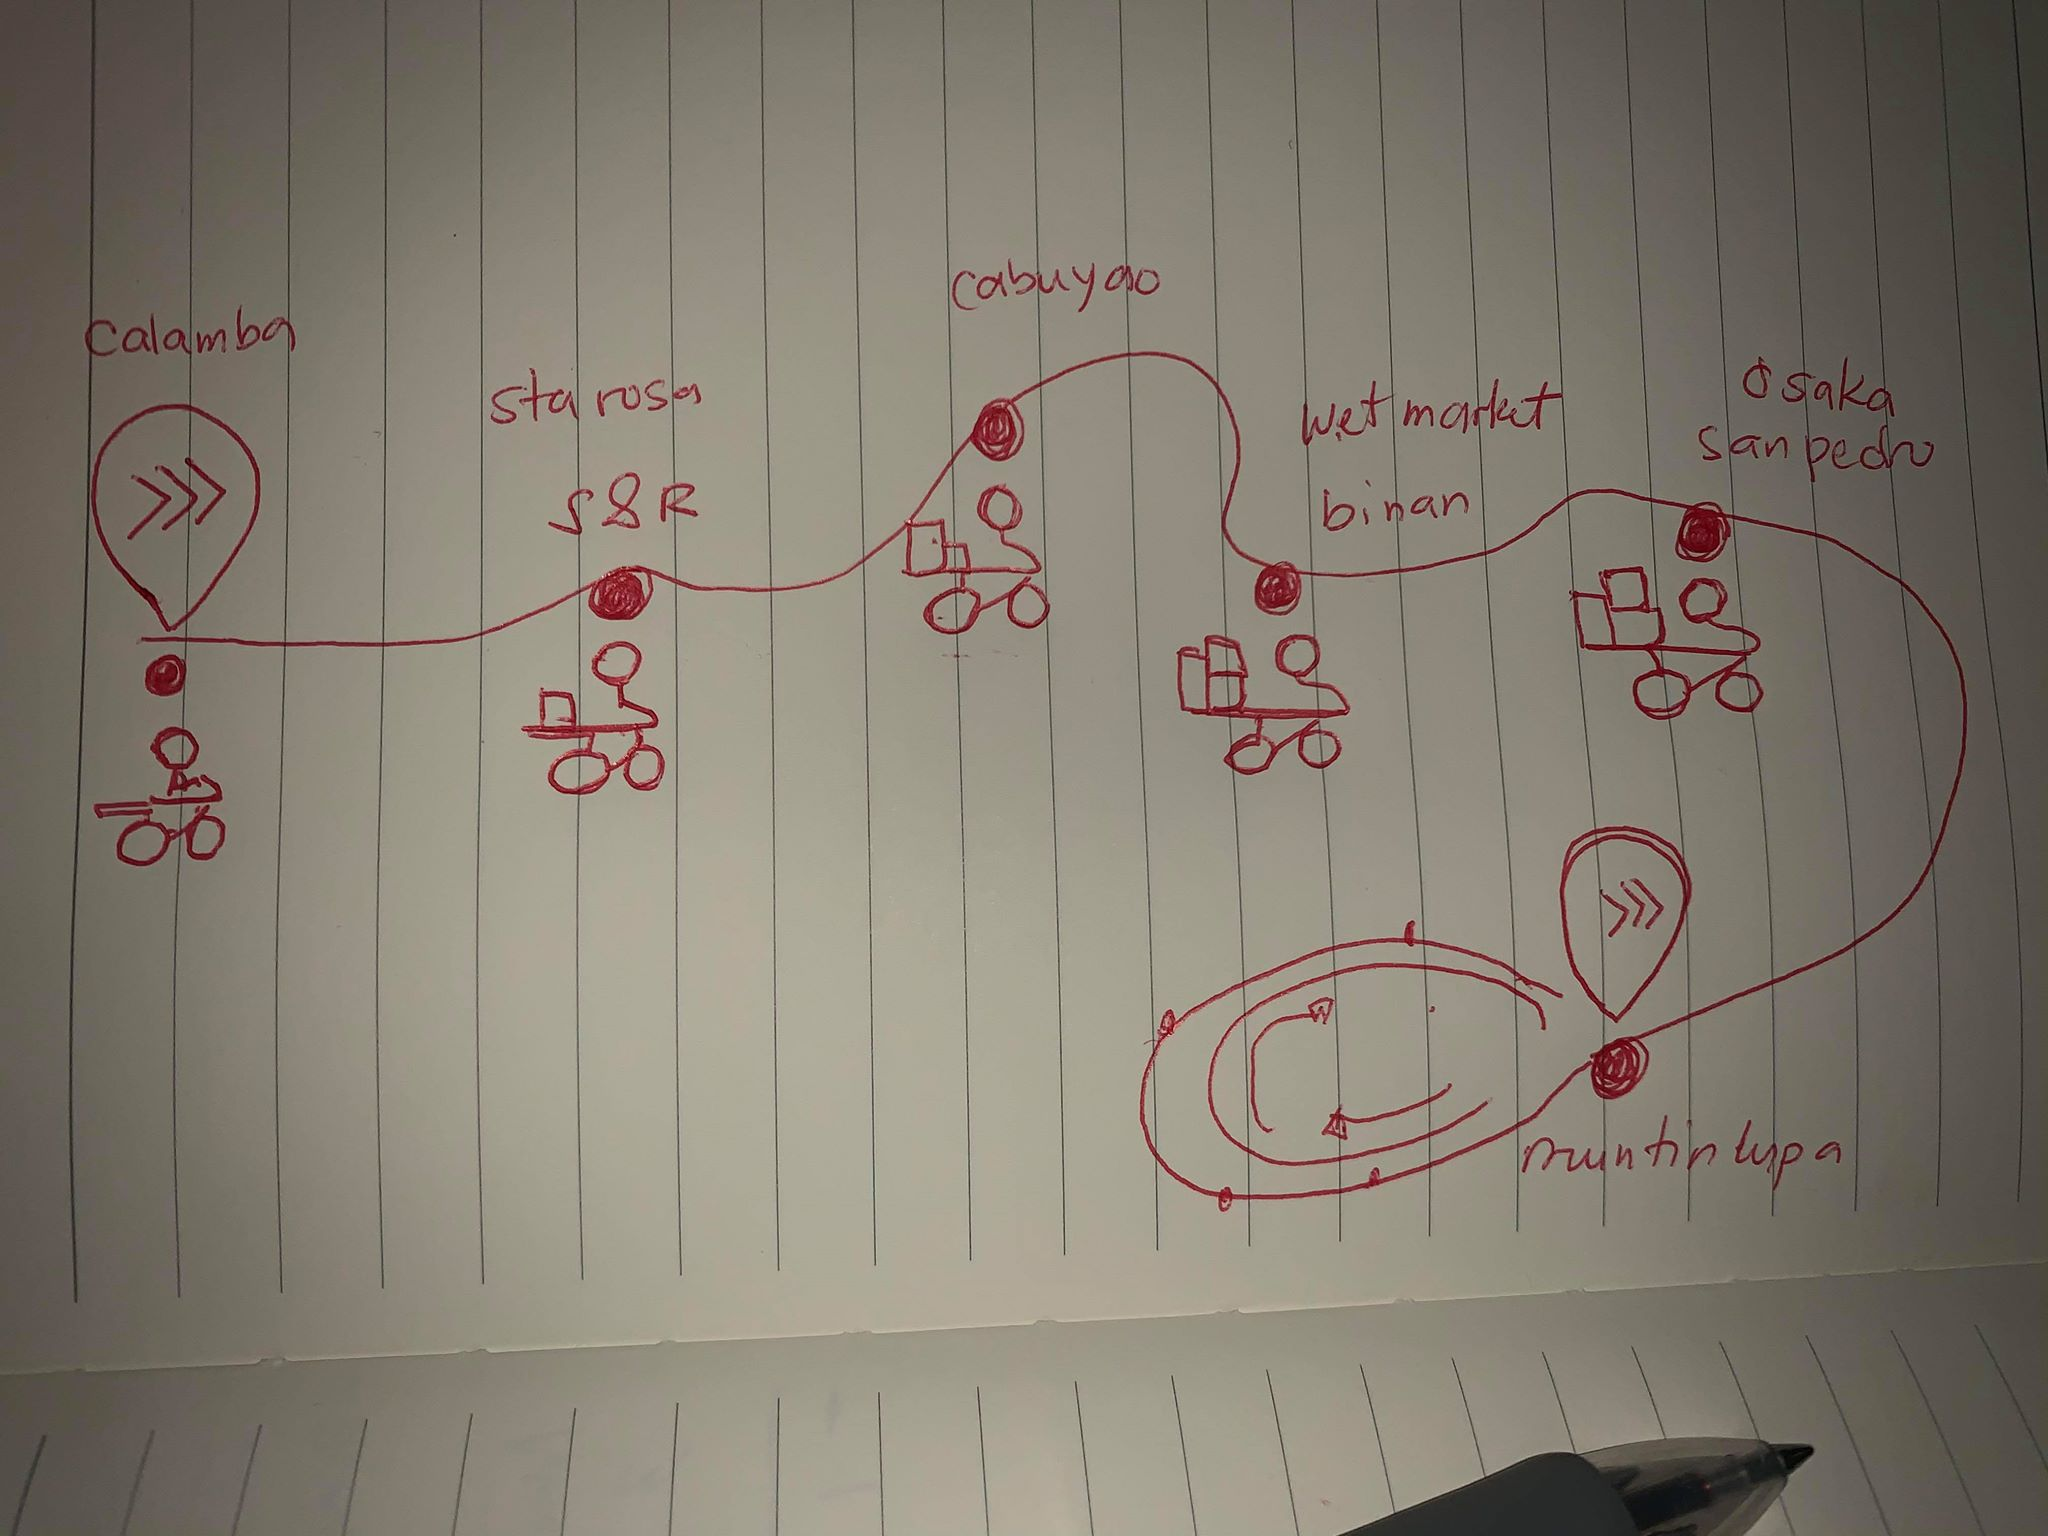 calamba
sta rosa
S&R
cabuyao
wet market
binan
osaka
san pedro
muntinlupa